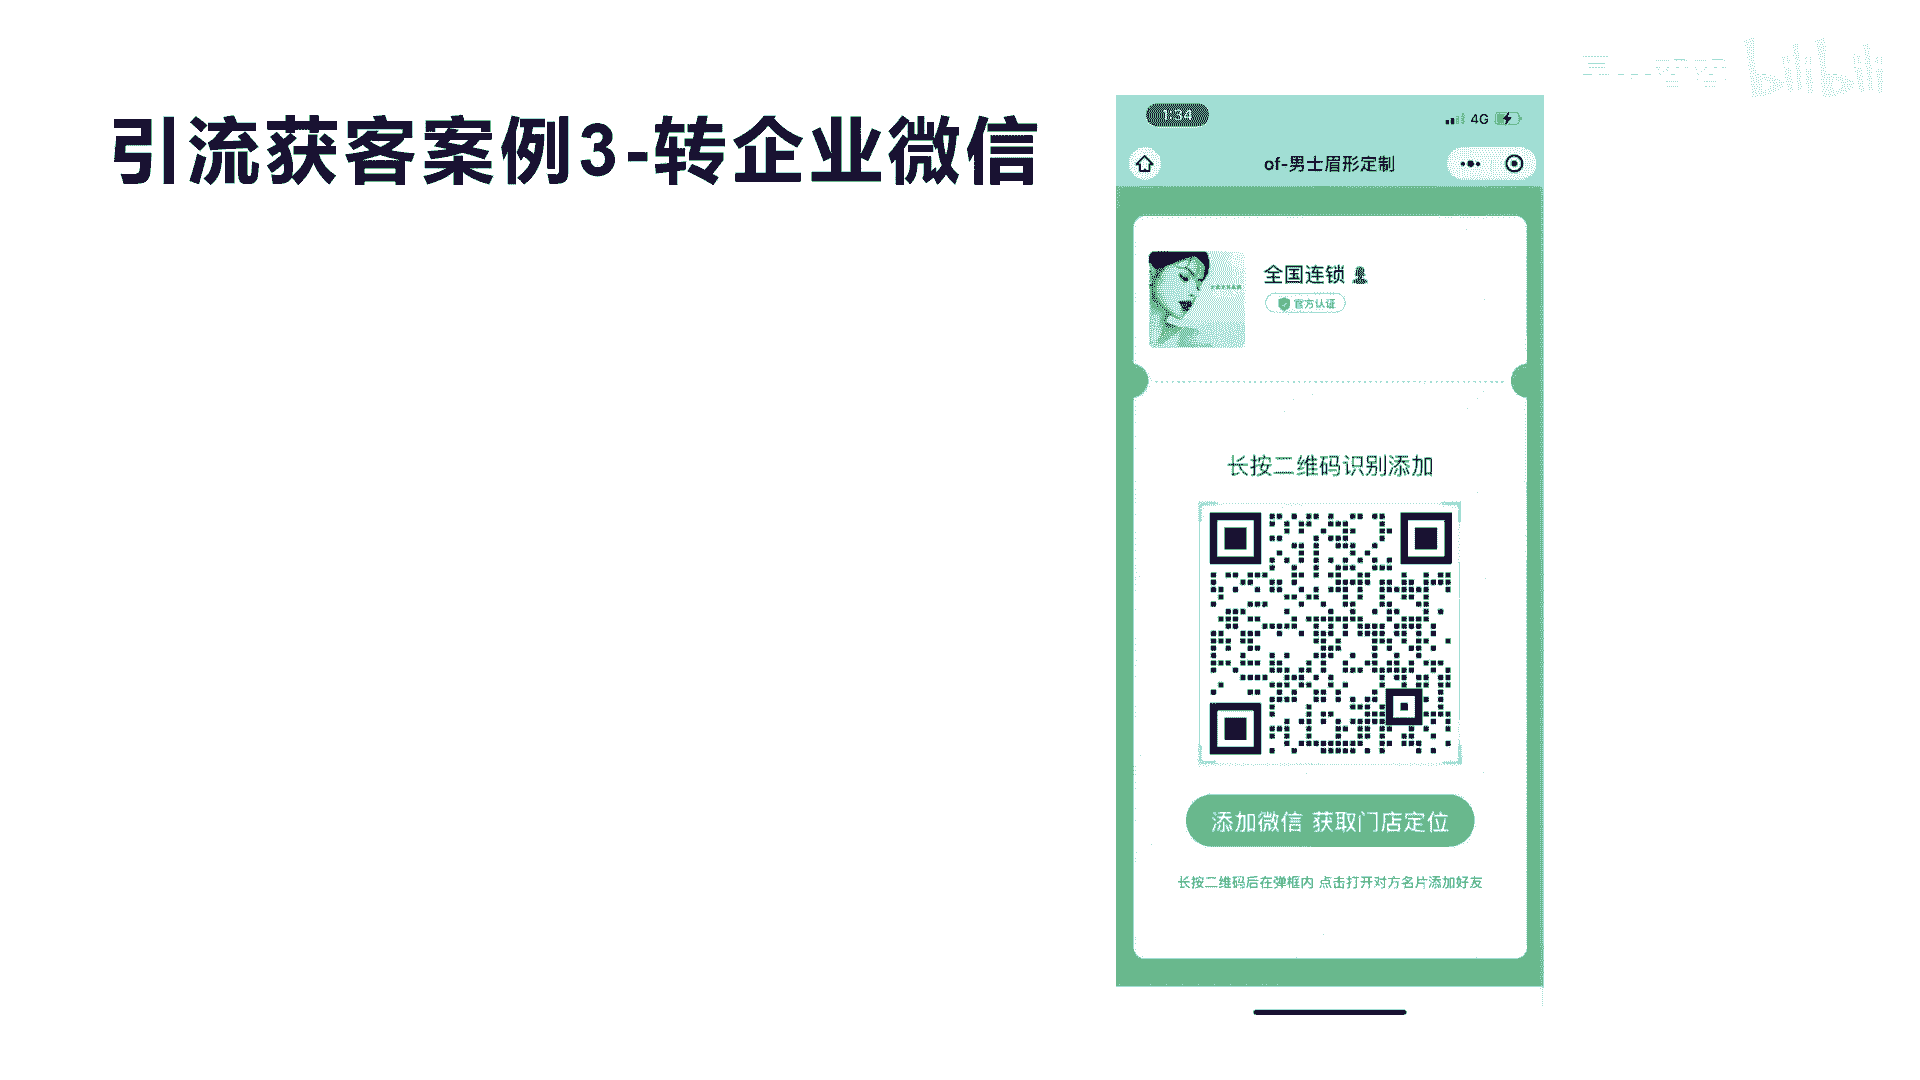 bilibili
引流获客案例3-转企业微信
1:34
4G
of-男士眉形定制
全国连锁
官方认证
长按二维码识别添加
添加微信 获取门店定位
长按二维码后在弹框内 点击打开对方名片添加好友